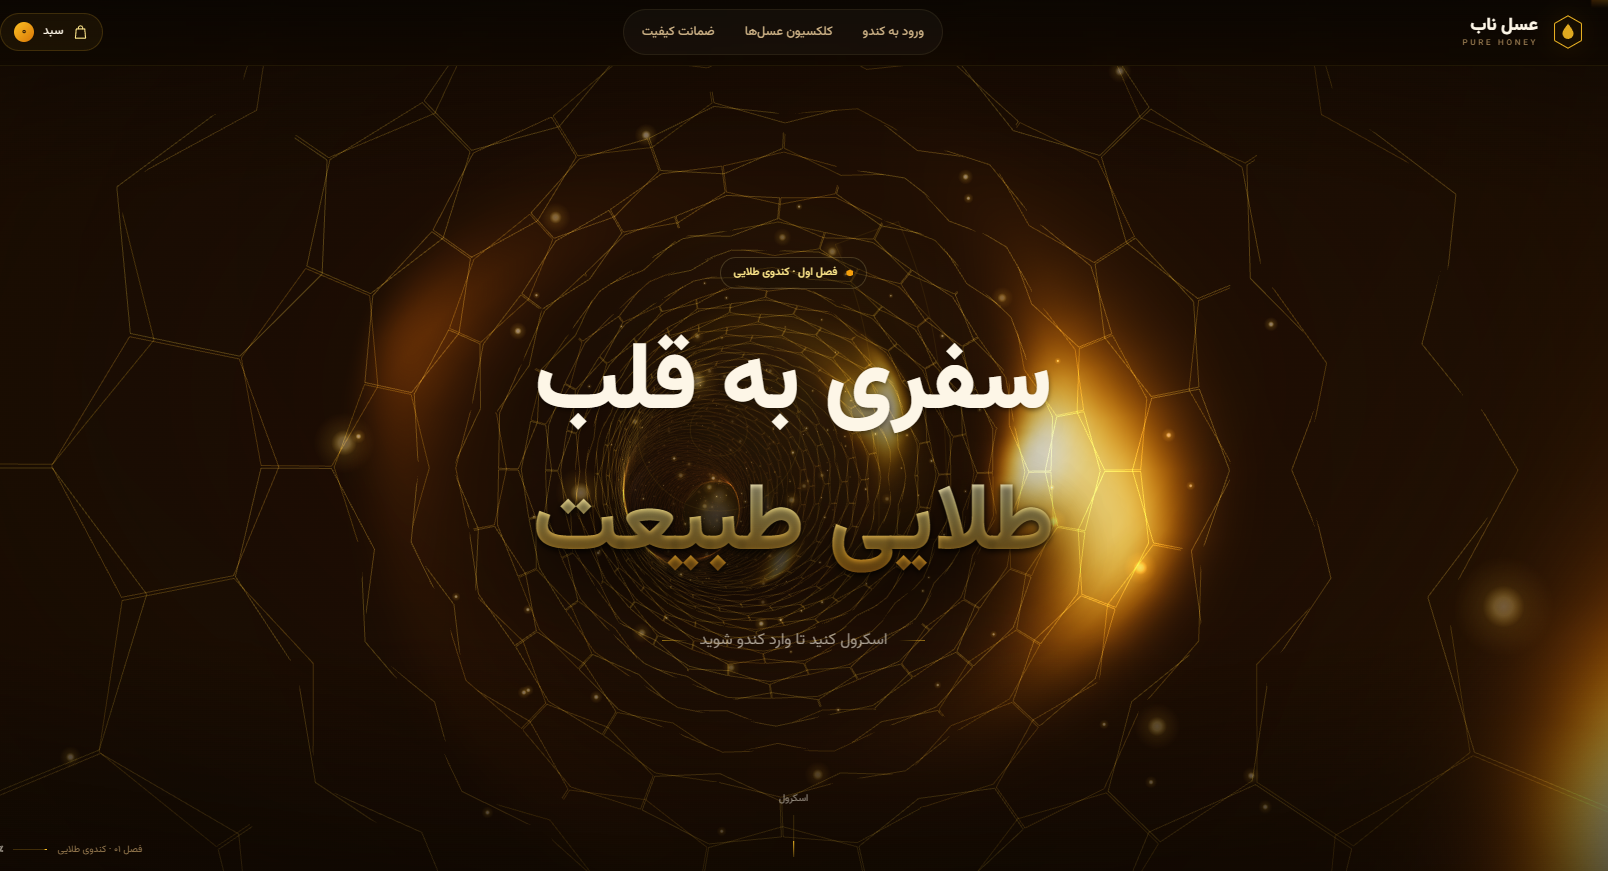 عسل ناب
PURE HONEY
ورود به کندو
کلکسیون عسل‌ها
ضمانت کیفیت
سبد
۰
فصل اول · کندوی طلایی
سفری به قلب
طلایی طبیعت
اسکرول کنید تا وارد کندو شوید
اسکرول
فصل ۰۱ · کندوی طلایی